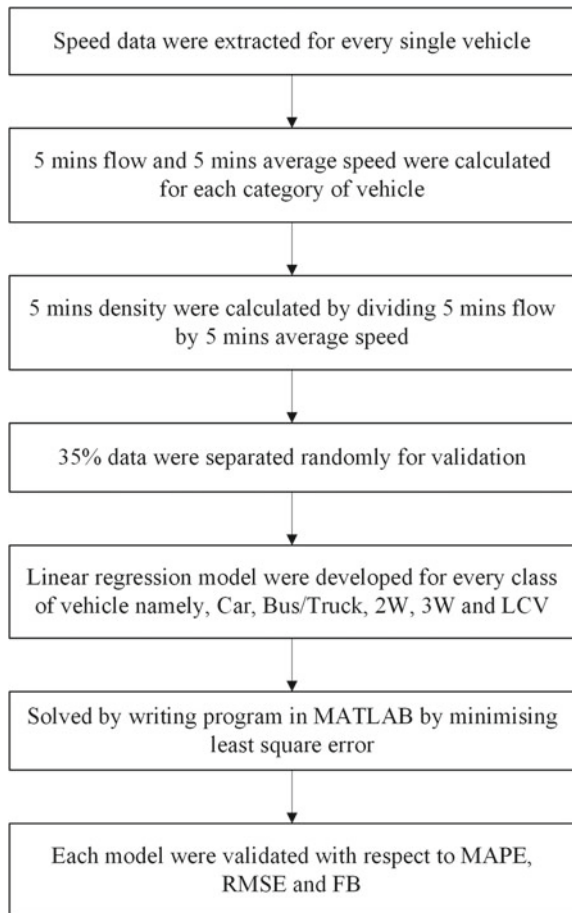 Speed data were extracted for every single vehicle
5 mins flow and 5 mins average speed were calculated
for each category of vehicle
5 mins density were calculated by dividing 5 mins flow
by 5 mins average speed
35% data were separated randomly for validation
Linear regression model were developed for every class
of vehicle namely, Car, Bus/Truck, 2W, 3W and LCV
Solved by writing program in MATLAB by minimising
least square error
Each model were validated with respect to MAPE,
RMSE and FB